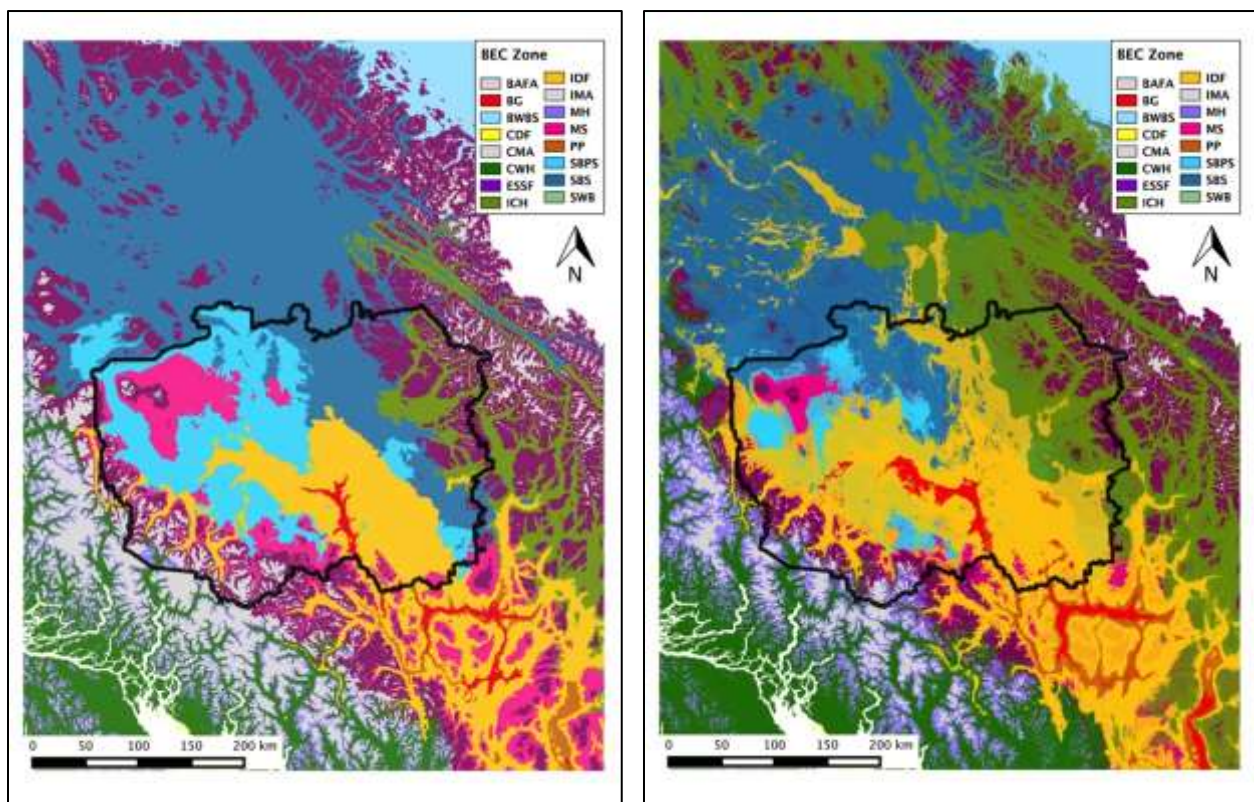 BEC Zone
BAFA IDF
BG IMA
BWBS MH
CDF MS
CMA PP
CWH SBPS
ESSF SBS
ICH SWB
N
0 50 100 150 200 km
BEC Zone
BAFA IDF
BG IMA
BWBS MH
CDF MS
CMA PP
CWH SBPS
ESSF SBS
ICH SWB
N
0 50 100 150 200 km